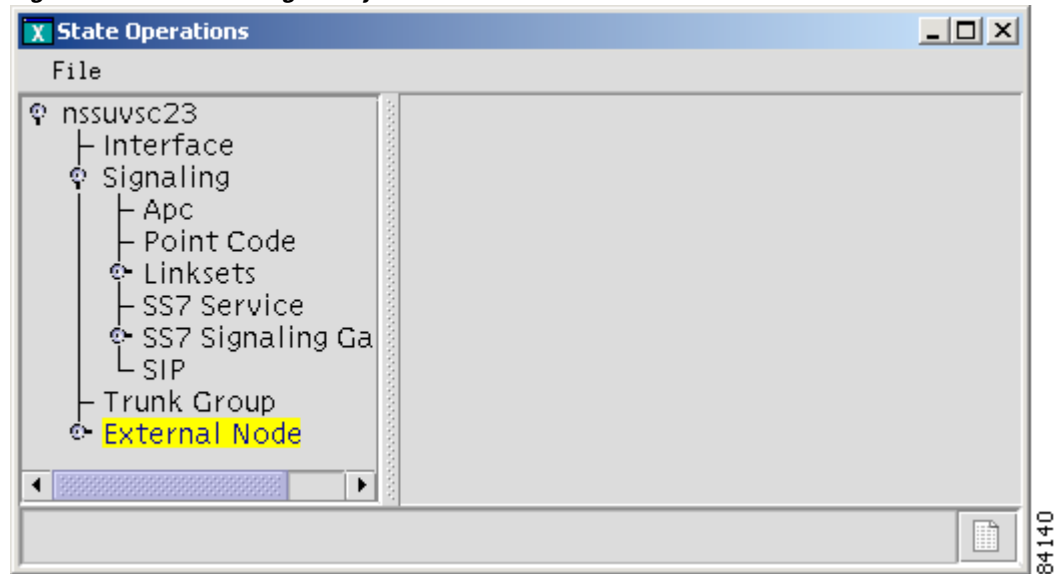 State Operations
File
nssuvsc23
Interface
Signaling
Apc
Point Code
Linksets
SS7 Service
SS7 Signaling Ga
SIP
Trunk Group
External Node
84140